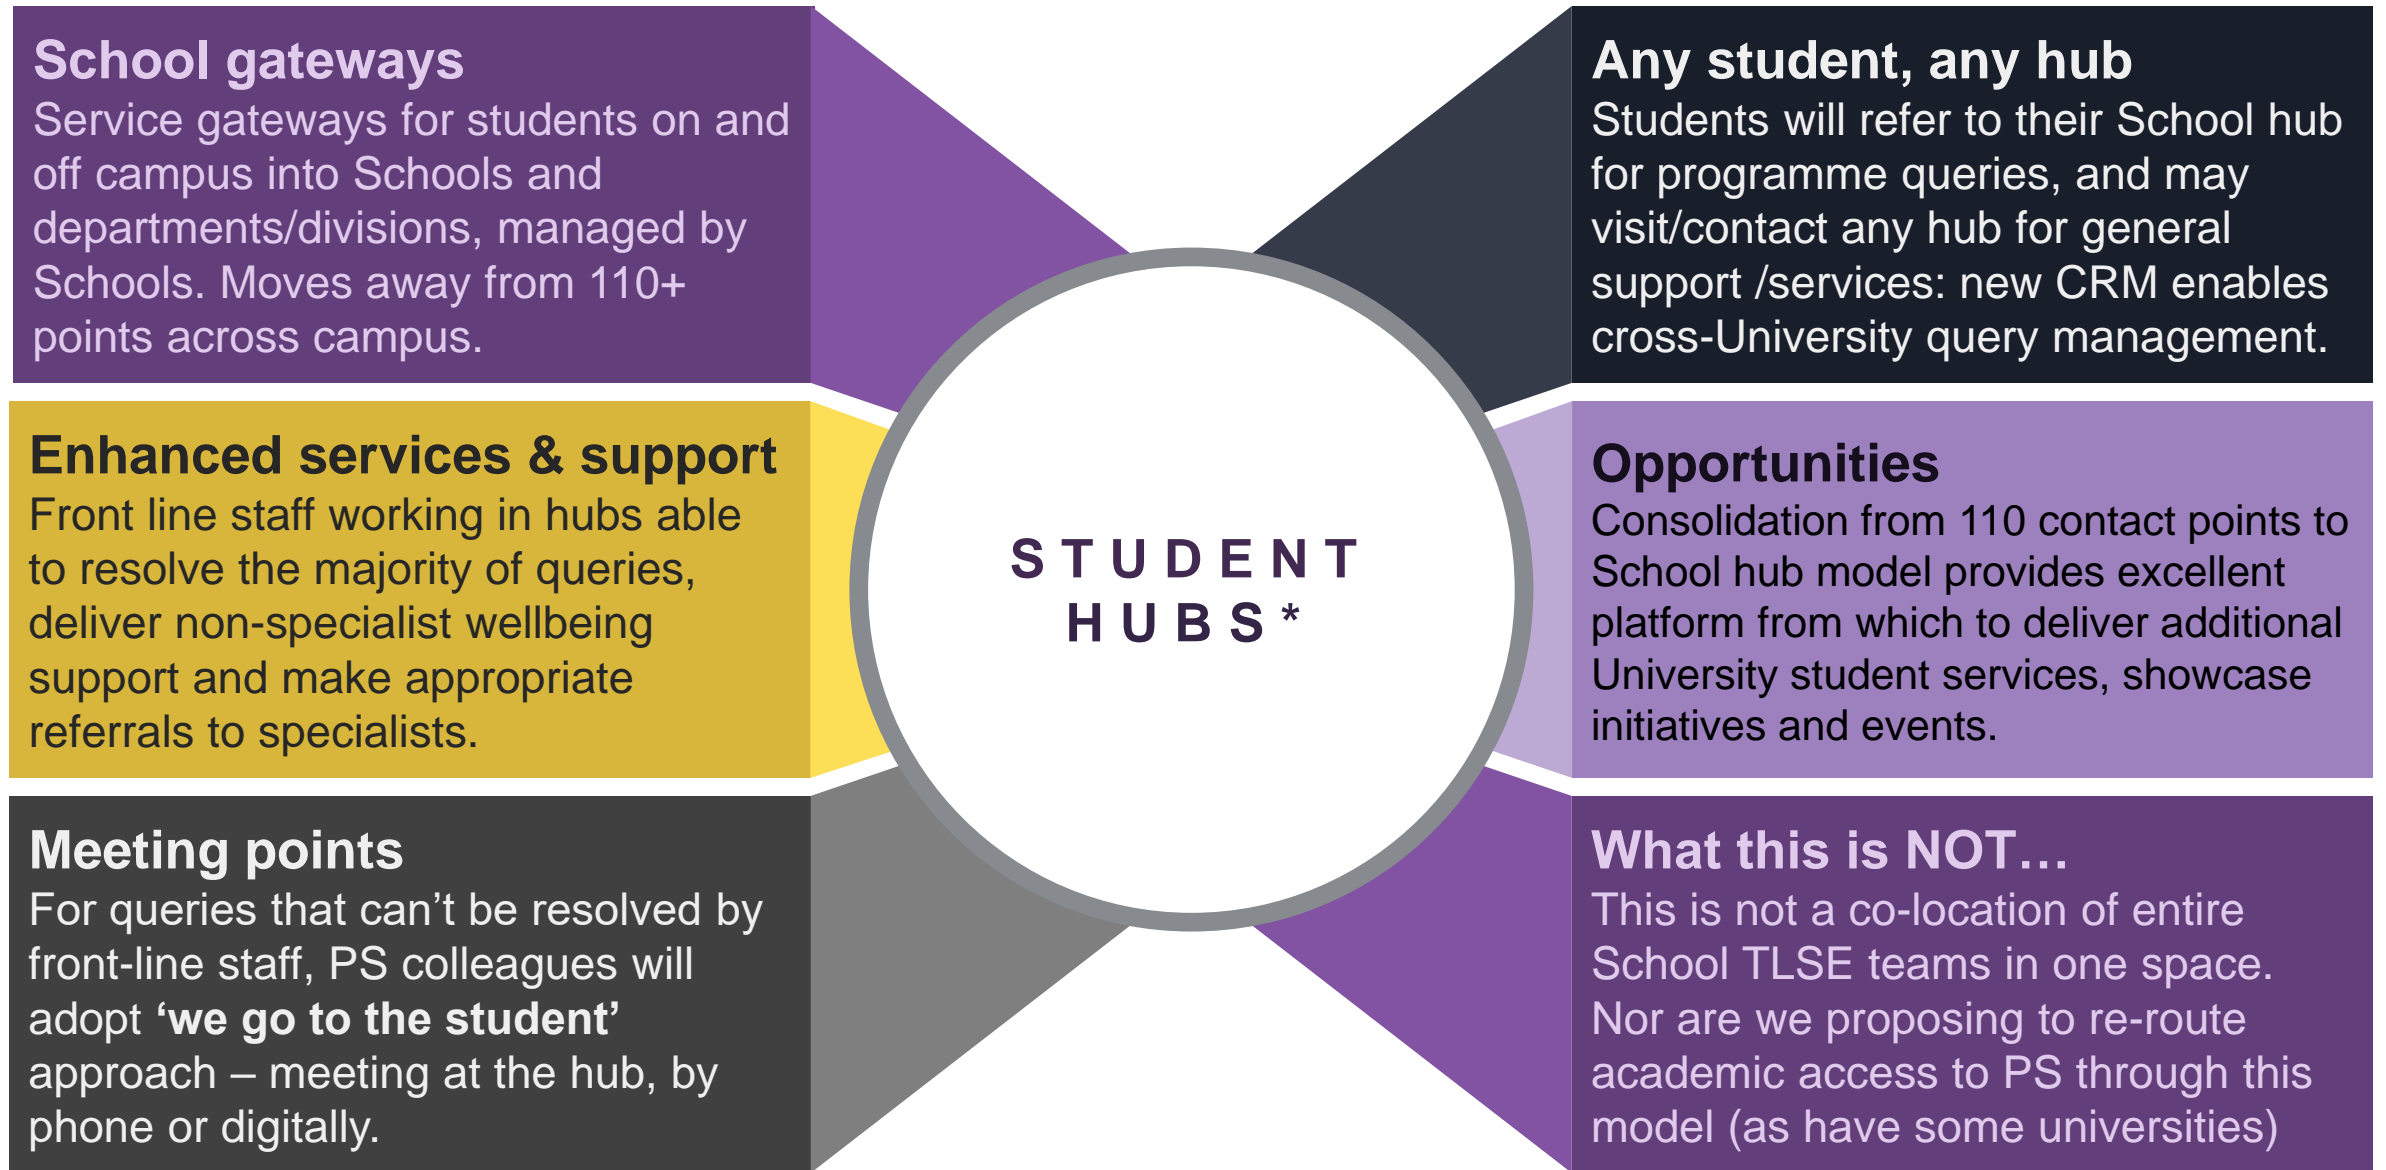 School gateways
Service gateways for students on and
off campus into Schools and
departments/divisions, managed by
Schools. Moves away from 110+
points across campus.
Enhanced services & support
Front line staff working in hubs able
to resolve the majority of queries,
deliver non-specialist wellbeing
support and make appropriate
referrals to specialists.
Meeting points
For queries that can’t be resolved by
front-line staff, PS colleagues will
adopt ‘we go to the student’
approach – meeting at the hub, by
phone or digitally.
STUDENT
HUBS*
Any student, any hub
Students will refer to their School hub
for programme queries, and may
visit/contact any hub for general
support /services: new CRM enables
cross-University query management.
Opportunities
Consolidation from 110 contact points to
School hub model provides excellent
platform from which to deliver additional
University student services, showcase
initiatives and events.
What this is NOT…
This is not a co-location of entire
School TLSE teams in one space.
Nor are we proposing to re-route
academic access to PS through this
model (as have some universities)